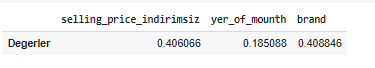 selling_price_indirimsiz yer_of_mounth brand
Degerler 0.406066 0.185088 0.408846